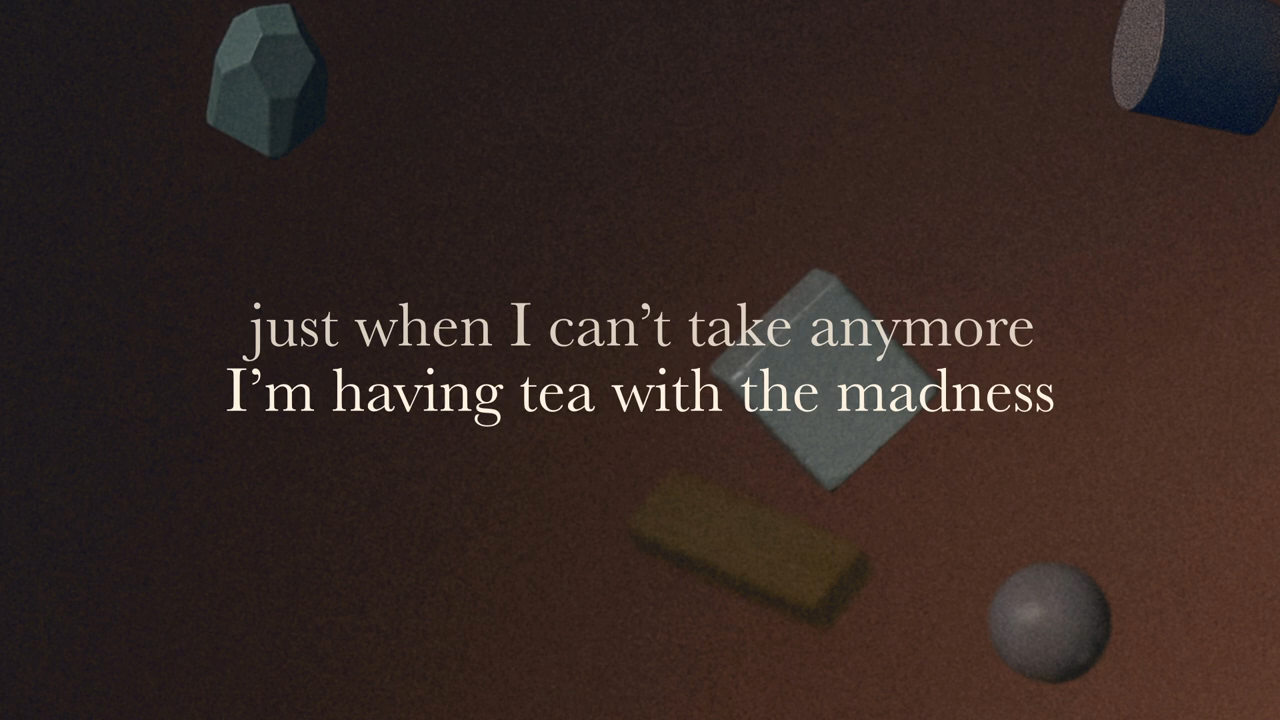 just when I can’t take anymore
I’m having tea with the madness